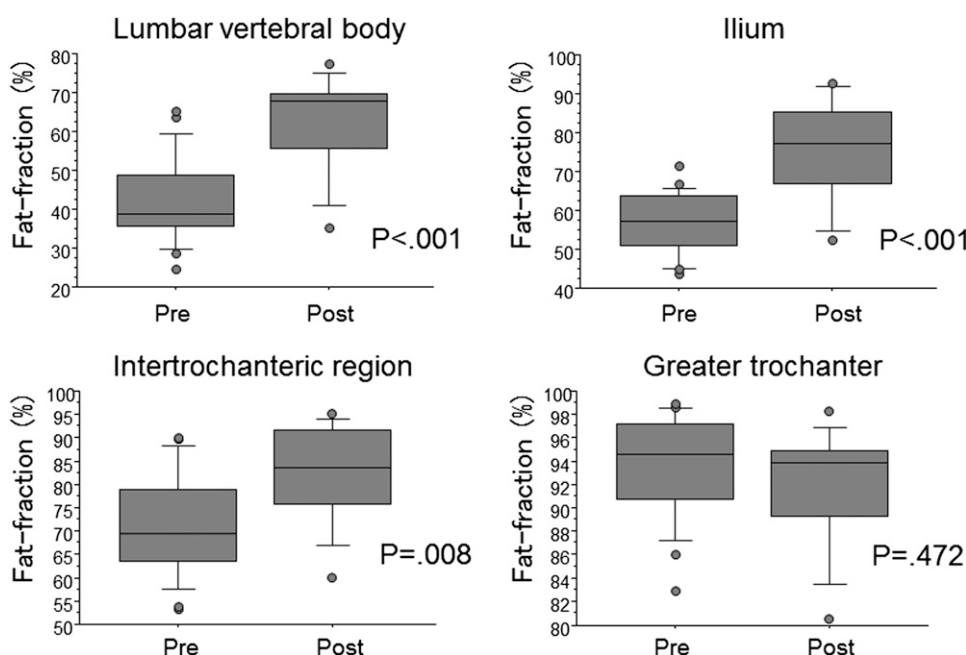 Lumbar vertebral body
Fat-fraction (%)
80
70
60
50
40
30
20
P<.001
Pre Post
Ilium
Fat-fraction (%)
100
90
80
70
60
50
40
P<.001
Pre Post
Intertrochanteric region
Fat-fraction (%)
100
95
90
85
80
75
70
65
60
55
50
P=.008
Pre Post
Greater trochanter
Fat-fraction (%)
100
98
96
94
92
90
88
86
84
82
80
P=.472
Pre Post